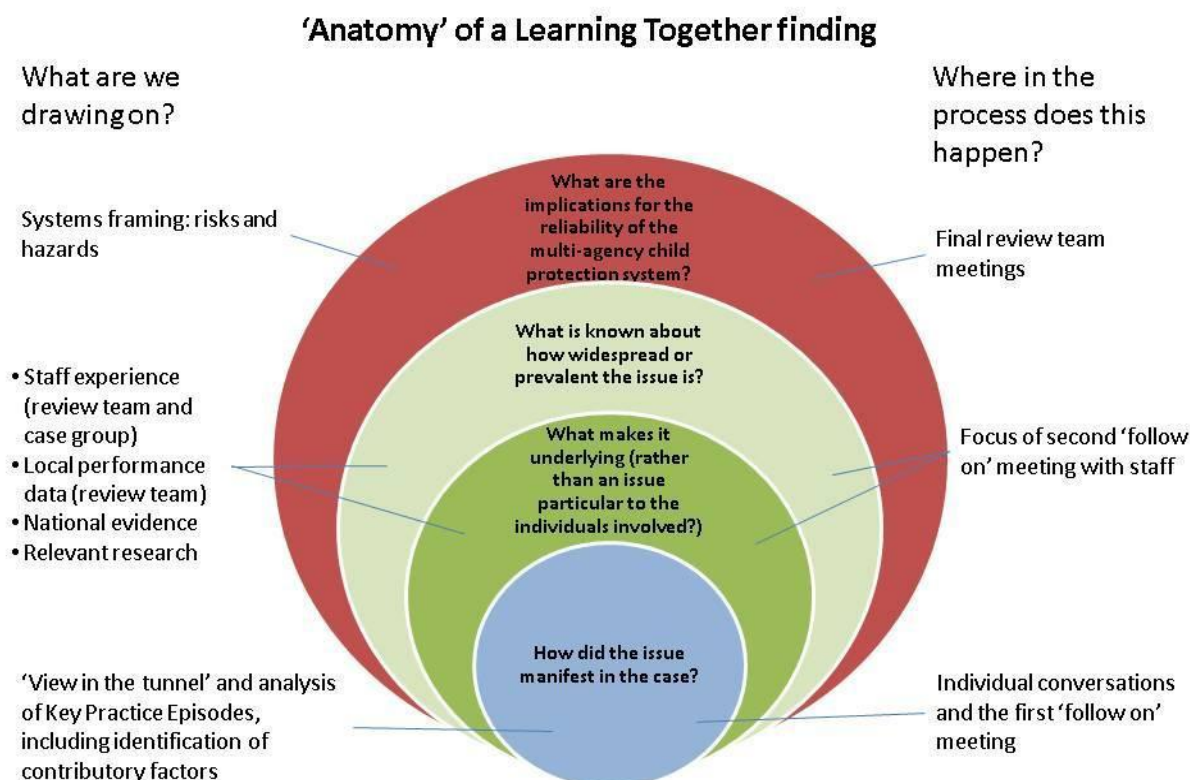 ‘Anatomy’ of a Learning Together finding
What are we
drawing on?
Where in the
process does this
happen?
What are the
implications for the
reliability of the
multi-agency child
protection system?
Systems framing: risks and
hazards
Final review team
meetings
What is known about
how widespread or
prevalent the issue is?
• Staff experience
(review team and
case group)
• Local performance
data (review team)
• National evidence
• Relevant research
What makes it
underlying (rather
than an issue
particular to the
individuals involved?)
Focus of second ‘follow
on’ meeting with staff
How did the issue
manifest in the case?
‘View in the tunnel’ and analysis
of Key Practice Episodes,
including identification of
contributory factors
Individual conversations
and the first ‘follow on’
meeting